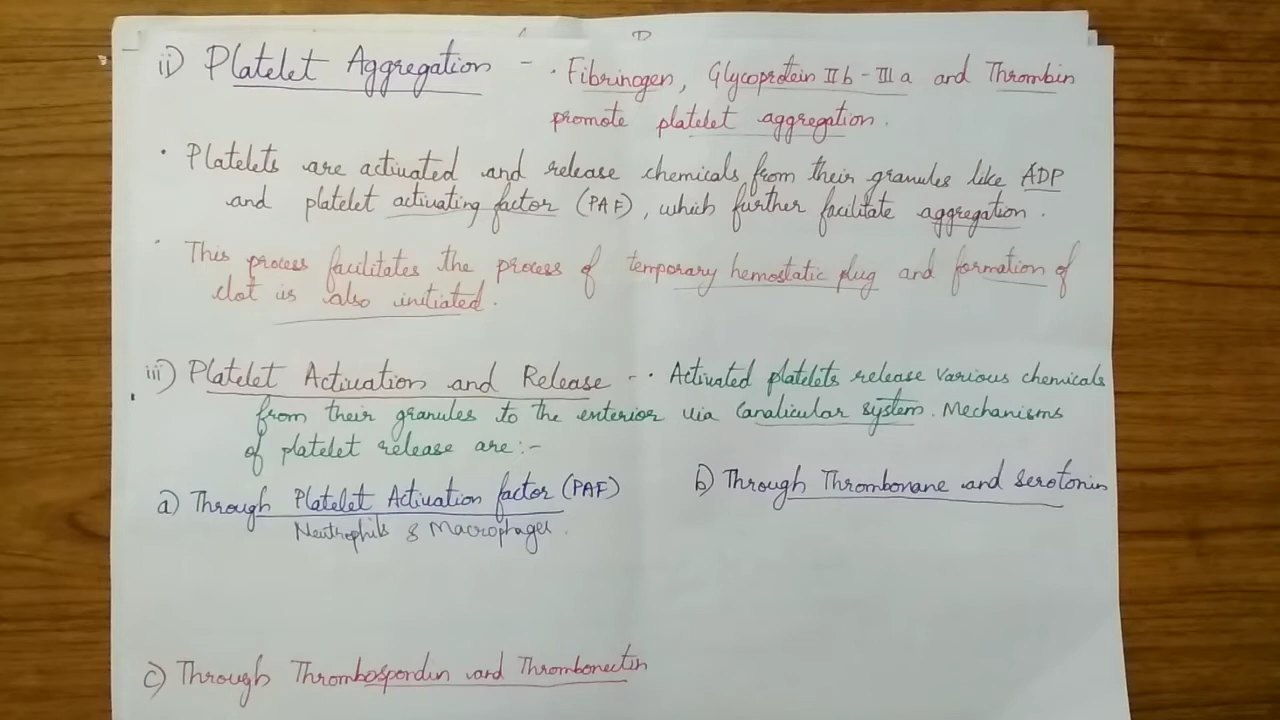 ii) Platelet Aggregation - · Fibrinogen, Glycoprotein IIb - IIIa and Thrombin
promote platelet aggregation.
· Platelets are activated and release chemicals from their granules like ADP
and platelet activating factor (PAF), which further facilitate aggregation.
· This process facilitates the process of temporary hemostatic plug and formation of
clot is also initiated.
iii) Platelet Activation and Release - · Activated platelets release various chemicals
from their granules to the exterior via Canalicular system. Mechanisms
of platelet release are:-
a) Through Platelet Activation factor (PAF)
Neutrophils & Macrophages.
b) Through Thromboxane and Serotonin
c) Through Thrombospondin and Thrombonectin